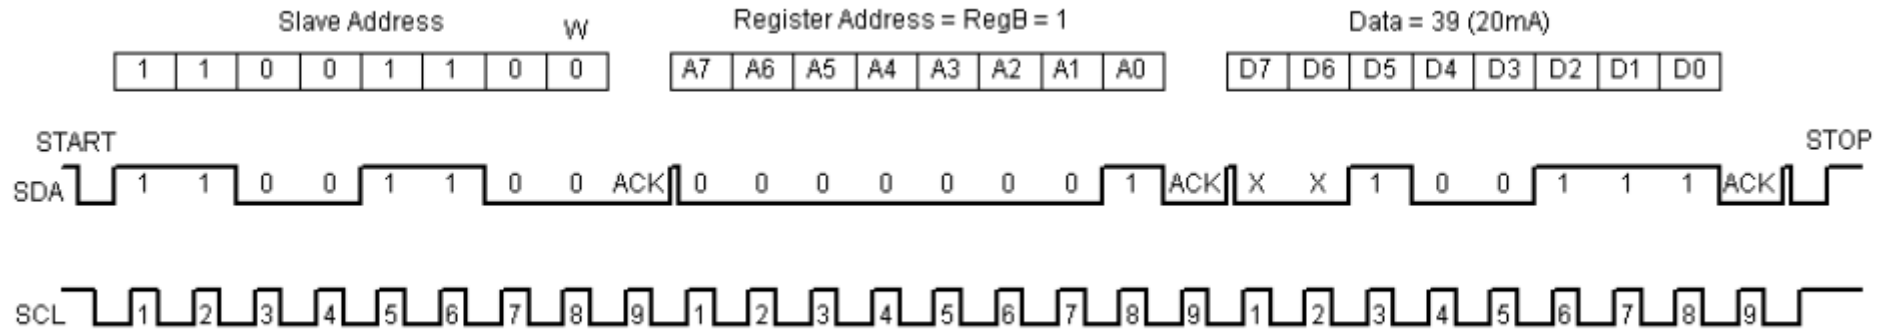 Slave Address W Register Address = RegB = 1 Data = 39 (20mA)
1 1 0 0 1 1 0 0 A7 A6 A5 A4 A3 A2 A1 A0 D7 D6 D5 D4 D3 D2 D1 D0
START STOP
SDA 1 1 0 0 1 1 0 0 ACK 0 0 0 0 0 0 0 1 ACK X X 1 0 0 1 1 1 ACK
SCL 1 2 3 4 5 6 7 8 9 1 2 3 4 5 6 7 8 9 1 2 3 4 5 6 7 8 9